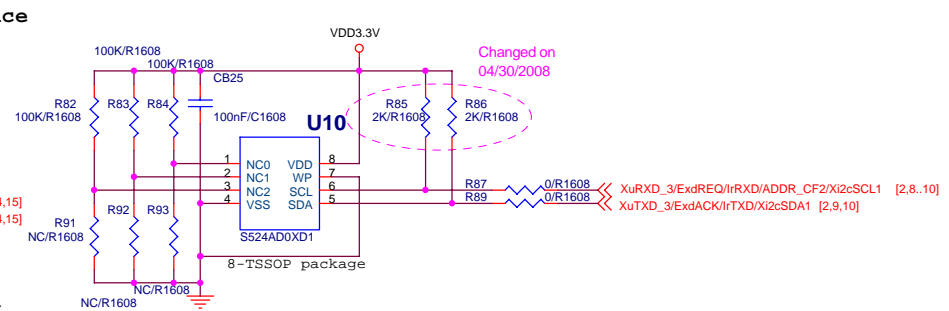 VDD3.3V
Changed on
04/30/2008
100K/R1608
100K/R1608
CB25
R82
100K/R1608
R83
R84
100nF/C1608
U10
R85
2K/R1608
R86
2K/R1608
1 NC0 VDD 8
2 NC1 WP 7
3 NC2 SCL 6
4 VSS SDA 5
S524AD0XD1
8-TSSOP package
R87 0/R1608 XuRXD_3/ExdREQ/IrRXD/ADDR_CF2/Xi2cSCL1 [2,8..10]
R89 0/R1608 XuTXD_3/ExdACK/IrTXD/Xi2cSDA1 [2,9,10]
,15]
,15]
R91
NC/R1608
R92
R93
NC/R1608
NC/R1608